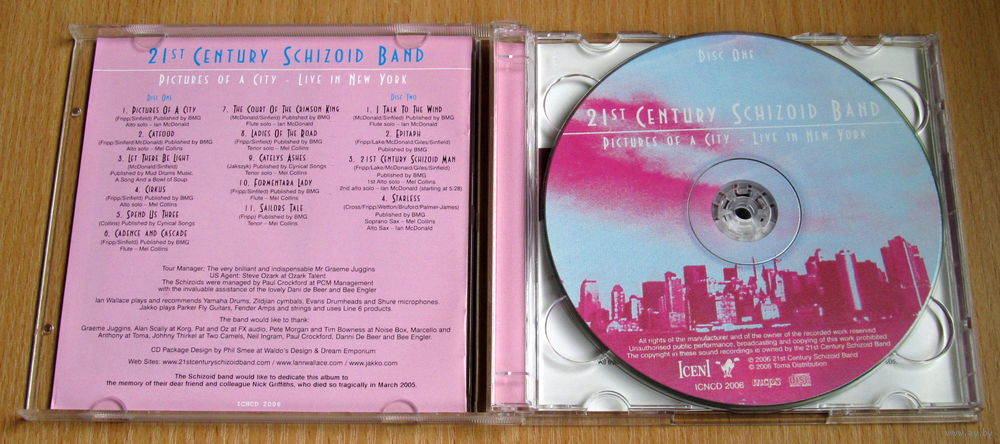 21ST CENTURY SCHIZOID BAND
PICTURES OF A CITY - LIVE IN NEW YORK
DISC ONE
1. PICTURES OF A CITY
(Fripp/Sinfield) Published by BMG
Alto solo – Ian McDonald
2. CATFOOD
(Fripp/Sinfield/McDonald) Published by BMG
Alto solo – Mel Collins
3. LET THERE BE LIGHT
(McDonald/Sinfield)
Published by Mud Drums Music,
A Song And a Bowl of Soup
4. CIRKUS
(Fripp/Sinfield) Published by BMG
Alto solo – Mel Collins
5. SPEND US THREE
(Collins) Published by Cynical Songs
6. CADENCE AND CASCADE
(Fripp/Sinfield) Published by BMG
Flute – Mel Collins
7. THE COURT OF THE CRIMSON KING
(McDonald/Sinfield) Published by BMG
Flute solo – Ian McDonald
8. LADIES OF THE ROAD
(Fripp/Sinfield) Published by BMG
Tenor solo – Mel Collins
9. CATELYS ASHES
(Jakszyk) Published by Cynical Songs
Tenor solo – Mel Collins
10. FORMENTARA LADY
(Fripp/Sinfiled) Published by BMG
Flute – Mel Collins
11. SAILORS TALE
(Fripp) Published by BMG
Tenor – Mel Collins
DISC TWO
1. I TALK TO THE WIND
(McDonald/Sinfield) Published by BMG
Flute solo – Ian McDonald
2. EPITAPH
(Fripp/Lake/McDonald/Giles/Sinfield)
Published by BMG
3. 21ST CENTURY SCHIZOID MAN
(Fripp/Lake/McDonald/Giles/Sinfield)
Published by BMG
1st Alto solo – Mel Collins
2nd alto solo – Ian McDonald (starting at 5:28)
4. STARLESS
(Cross/Fripp/Wetton/Bruford/Palmer-James)
Published by BMG
Soprano Sax – Mel Collins
Alto Sax – Ian McDonald
Tour Manager: The very brilliant and indispensable Mr Graeme Juggins
US Agent: Steve Ozark at Ozark Talent
The Schizoids were managed by Paul Crockford at PCM Management
with the invaluable assistance of the lovely Dani de Beer and Bee Engler
Ian Wallace plays and recommends Yamaha Drums, Zildjian cymbals, Evans Drumheads and Shure microphones.
Jakko plays Parker Fly Guitars, Fender Amps and strings and uses Line 6 products.
The band would like to thank:
Graeme Juggins, Alan Scally at Korg, Pat and Oz at FX audio, Pete Morgan and Tim Bowness at Noise Box, Marcello and
Anthony at Toma, Johnny Thirkel at Two Camels, Neil Ingram, Paul Crockford, Danni De Beer and Bee Engler.
CD Package Design by Phil Smee at Waldo's Design & Dream Emporium
Web Sites: www.21stcenturyschizoidband.com / www.Ianrwallace.com / www.jakko.com
The Schizoid band would like to dedicate this album to
the memory of their dear friend and colleague Nick Griffiths, who died so tragically in March 2005.
ICNCD 2006
DISC ONE
21ST CENTURY SCHIZOID BAND
PICTURES OF A CITY - LIVE IN NEW YORK
All rights of the manufacturer and of the owner of the recorded work reserved
Unauthorised public performance, broadcasting and copying of this work prohibited
The copyright in these sound recordings is owned by the 21st Century Schizoid Band
ICENI
ICNCD 2006
℗ 2006 21st Century Schizoid Band
© 2006 Toma Distribution
mcps
COMPACT disc
www.ay.by